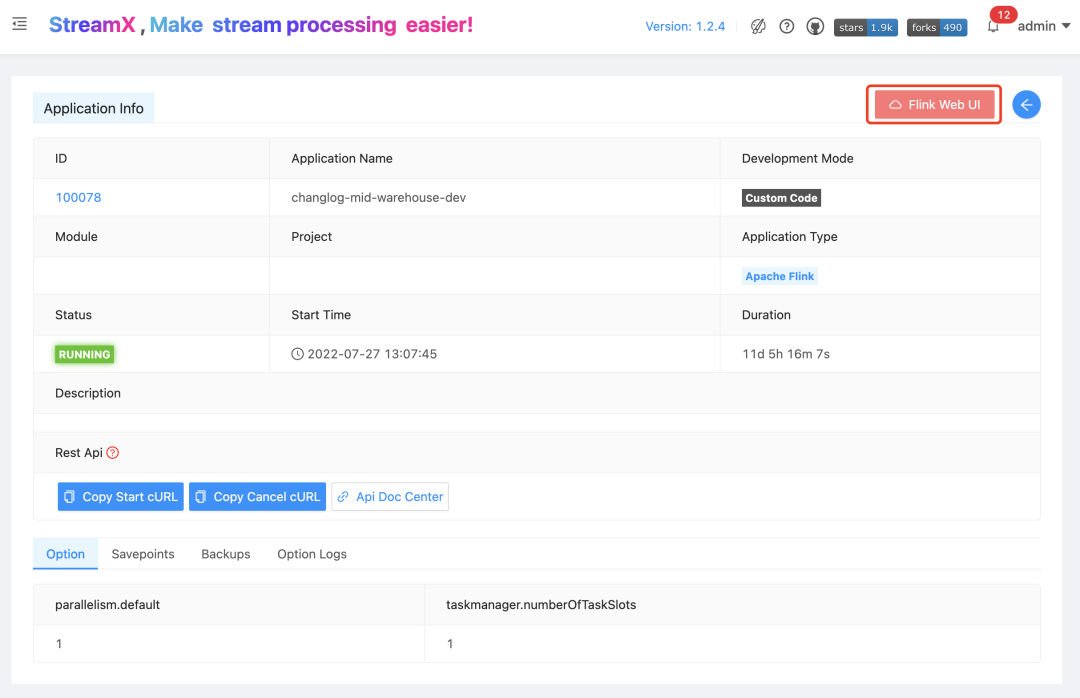 StreamX , Make stream processing easier!
Version: 1.2.4
stars 1.9k
forks 490
12
admin
Application Info
Flink Web UI
ID Application Name Development Mode
100078 changlog-mid-warehouse-dev Custom Code
Module Project Application Type
Apache Flink
Status Start Time Duration
RUNNING 2022-07-27 13:07:45 11d 5h 16m 7s
Description
Rest Api ?
Copy Start cURL Copy Cancel cURL Api Doc Center
Option Savepoints Backups Option Logs
parallelism.default taskmanager.numberOfTaskSlots
1 1